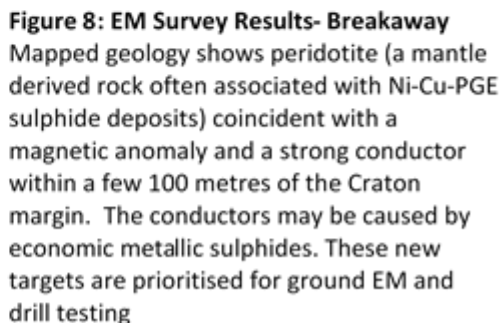 Figure 8: EM Survey Results- Breakaway
Mapped geology shows peridotite (a mantle
derived rock often associated with Ni-Cu-PGE
sulphide deposits) coincident with a
magnetic anomaly and a strong conductor
within a few 100 metres of the Craton
margin.  The conductors may be caused by
economic metallic sulphides. These new
targets are prioritised for ground EM and
drill testing